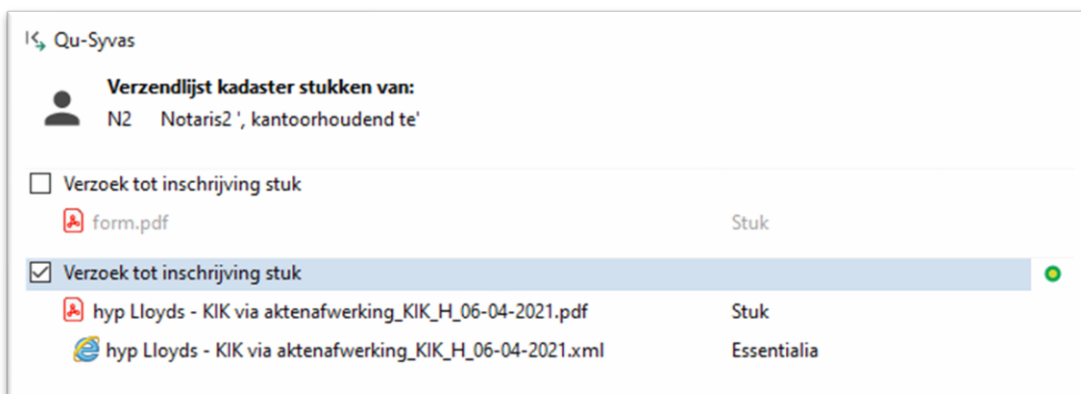 Qu-Syvas
Verzendlijst kadaster stukken van:
N2 Notaris2 ', kantoorhoudend te'
Verzoek tot inschrijving stuk
form.pdf Stuk
Verzoek tot inschrijving stuk
hyp Lloyds - KIK via aktenafwerking_KIK_H_06-04-2021.pdf Stuk
hyp Lloyds - KIK via aktenafwerking_KIK_H_06-04-2021.xml Essentialia